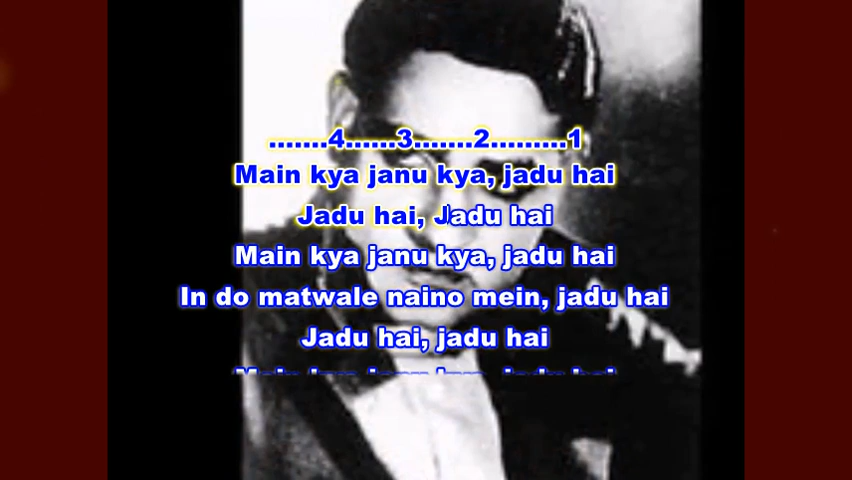 .......4......3.......2.........1
Main kya janu kya, jadu hai
Jadu hai, Jadu hai
Main kya janu kya, jadu hai
In do matwale naino mein, jadu hai
Jadu hai, jadu hai